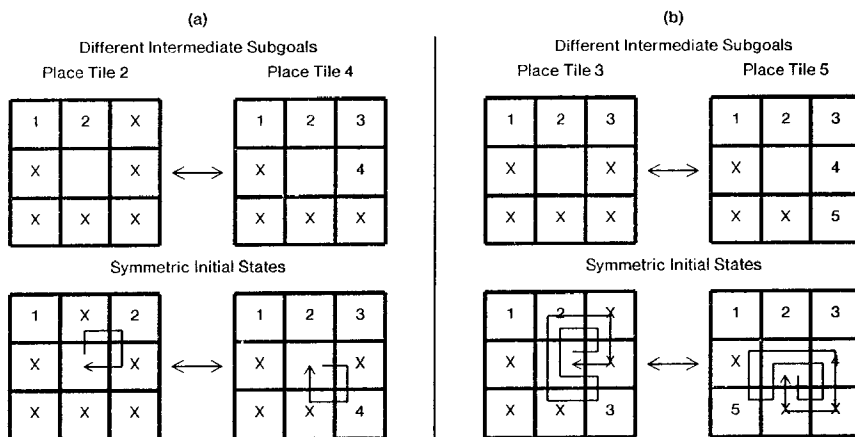 (a)
Different Intermediate Subgoals
Place Tile 2 Place Tile 4
1 2 X 1 2 3
X X X 4
X X X X X X
Symmetric Initial States
1 X 2 1 2 3
X X X X
X X X X X 4
(b)
Different Intermediate Subgoals
Place Tile 3 Place Tile 5
1 2 3 1 2 3
X X X 4
X X X X X 5
Symmetric Initial States
1 2 X 1 2 3
X X X 4
X X 3 5 X X